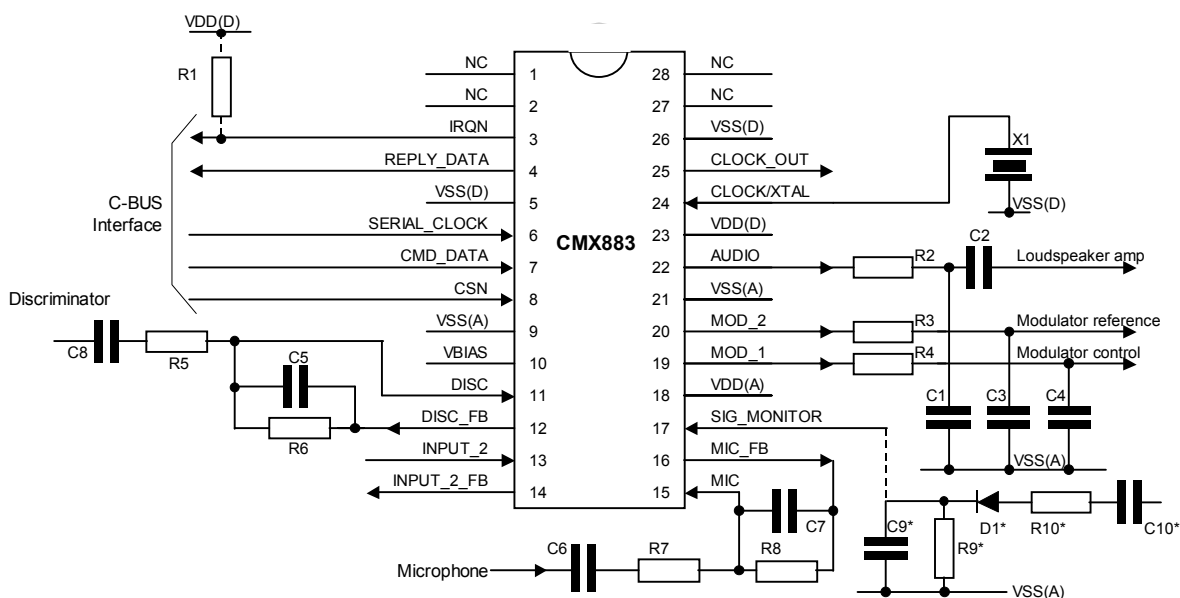 VDD(D)
R1
C-BUS
Interface
Discriminator
C8
R5
C5
R6
NC
NC
IRQN
REPLY_DATA
VSS(D)
SERIAL_CLOCK
CMD_DATA
CSN
VSS(A)
VBIAS
DISC
DISC_FB
INPUT_2
INPUT_2_FB
1
2
3
4
5
6
7
8
9
10
11
12
13
14
CMX883
28
27
26
25
24
23
22
21
20
19
18
17
16
15
NC
NC
VSS(D)
CLOCK_OUT
CLOCK/XTAL
VDD(D)
AUDIO
VSS(A)
MOD_2
MOD_1
VDD(A)
SIG_MONITOR
MIC_FB
MIC
X1
VSS(D)
R2
C2
Loudspeaker amp
R3
Modulator reference
R4
Modulator control
C1
C3
C4
VSS(A)
C9*
R9*
D1*
R10*
C10*
VSS(A)
C7
R8
Microphone
C6
R7